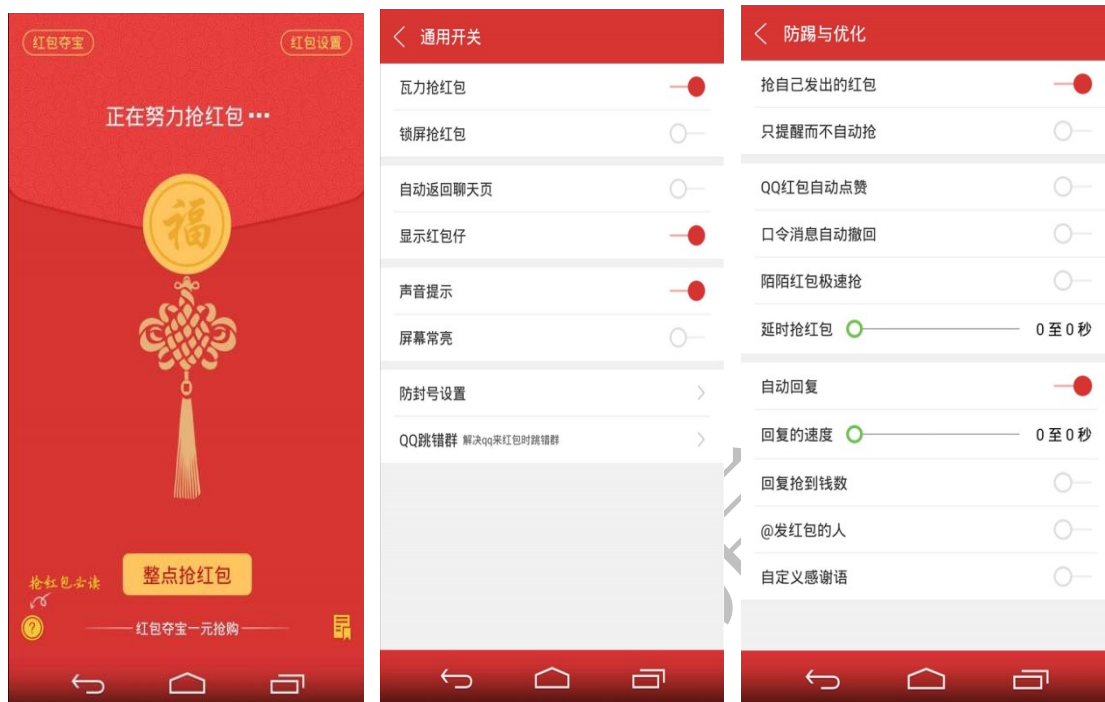 红包夺宝
红包设置
正在努力抢红包···
福
整点抢红包
抢红包必读
?
红包夺宝一元抢购
通用开关
瓦力抢红包
锁屏抢红包
自动返回聊天页
显示红包仔
声音提示
屏幕常亮
防封号设置
QQ跳错群 解决qq来红包时跳错群
防踢与优化
抢自己发出的红包
只提醒而不自动抢
QQ红包自动点赞
口令消息自动撤回
陌陌红包极速抢
延时抢红包 0 至 0 秒
自动回复
回复的速度 0 至 0 秒
回复抢到钱数
@发红包的人
自定义感谢语